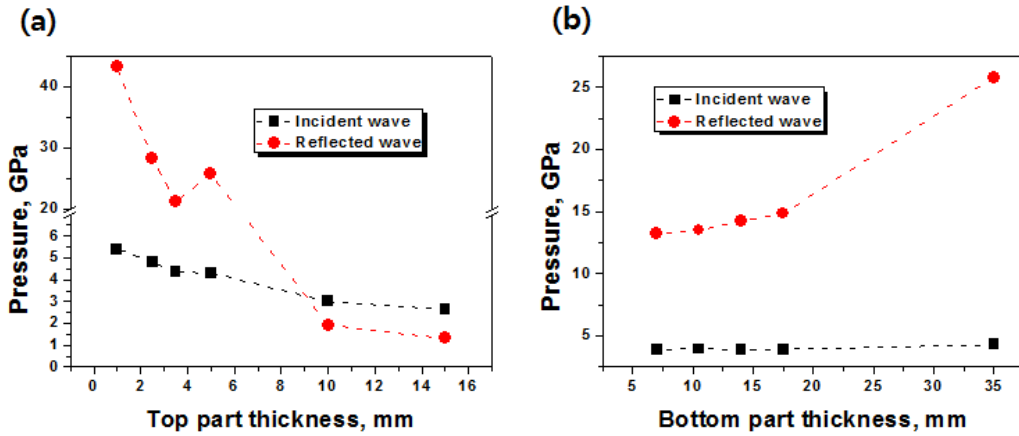 (a)
Pressure, GPa
40
30
20
6
5
4
3
2
1
0
Incident wave
Reflected wave
0 2 4 6 8 10 12 14 16
Top part thickness, mm
(b)
Pressure, GPa
25
20
15
10
5
Incident wave
Reflected wave
5 10 15 20 25 30 35
Bottom part thickness, mm